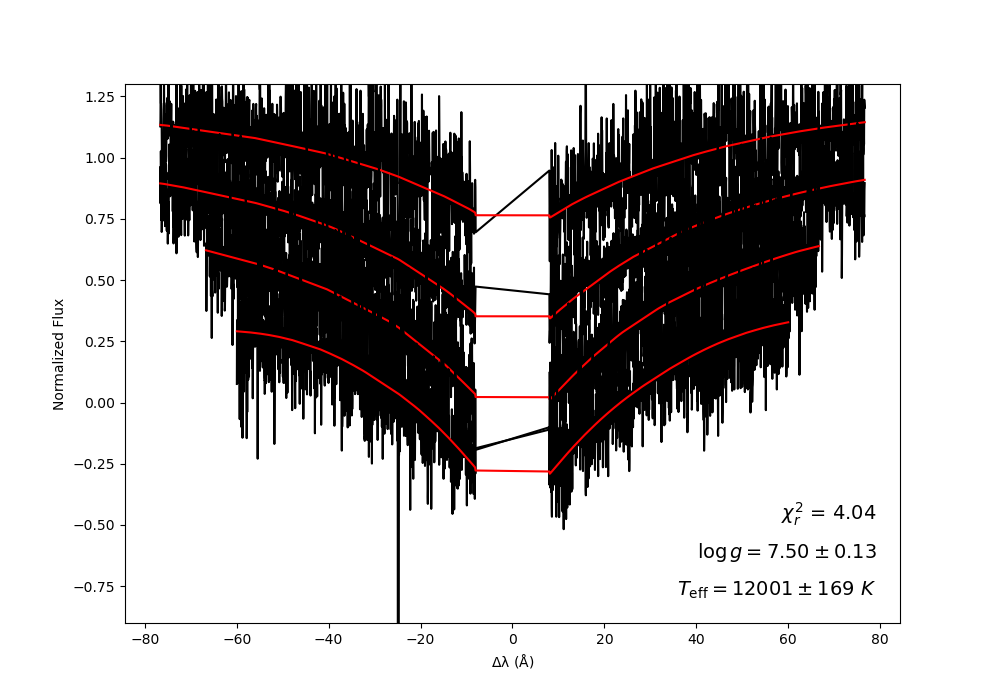 1.25
1.00
0.75
0.50
0.25
0.00
−0.25
−0.50
−0.75
Normalized Flux
χ²ᵣ = 4.04
log g = 7.50 ± 0.13
T_eff = 12001 ± 169 K
−80 −60 −40 −20 0 20 40 60 80
Δλ (Å)